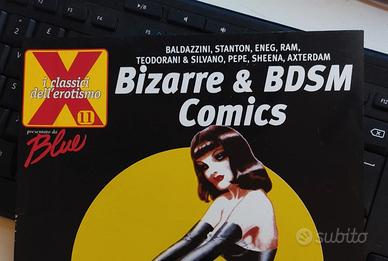 BALDAZZINI, STANTON, ENEG, RAM,
TEODORANI & SILVANO, PEPE, SHEENA, AXTERDAM
Bizarre & BDSM
Comics
i classici
dell'erotismo
X
11
presentato da
Blue
subito